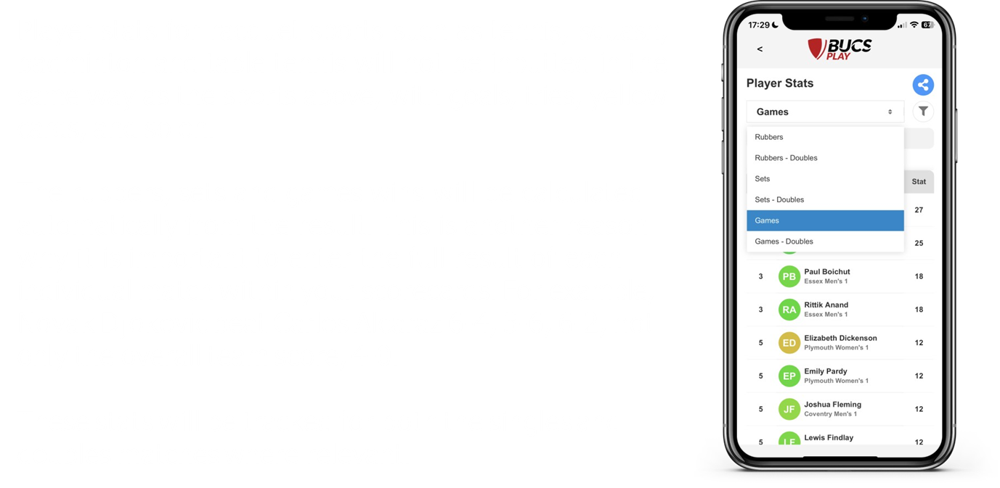 17:29
67
<
BUCS
PLAY
Player Stats
Games
Rubbers
Rubbers - Doubles
Sets
Stat
Sets - Doubles
27
Games
Games - Doubles
25
3
PB
Paul Boichut
Essex Men's 1
18
3
RA
Rittik Anand
Essex Men's 1
18
5
ED
Elizabeth Dickenson
Plymouth Women's 1
12
5
EP
Emily Pardy
Plymouth Women's 1
12
5
JF
Joshua Fleming
Coventry Men's 1
12
5
LF
Lewis Findlay
12